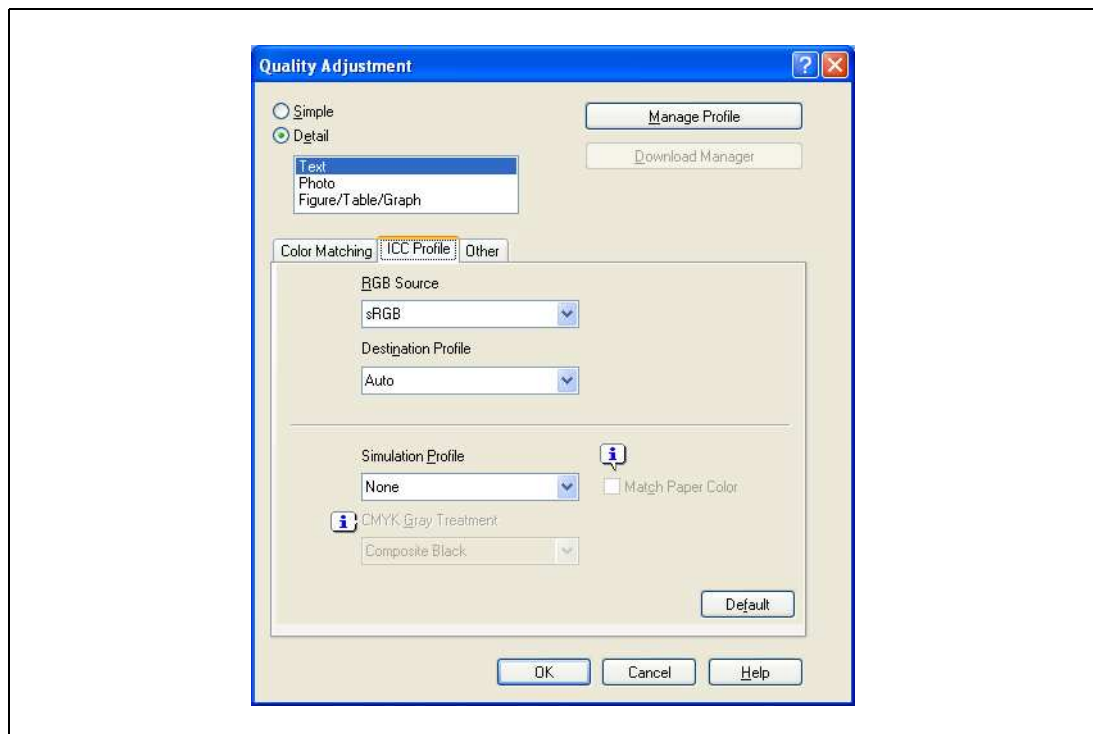 Quality Adjustment
Simple
Manage Profile
Detail
Download Manager
Text
Photo
Figure/Table/Graph
Color Matching
ICC Profile
Other
RGB Source
sRGB
Destination Profile
Auto
Simulation Profile
None
Match Paper Color
CMYK Gray Treatment
Composite Black
Default
OK
Cancel
Help